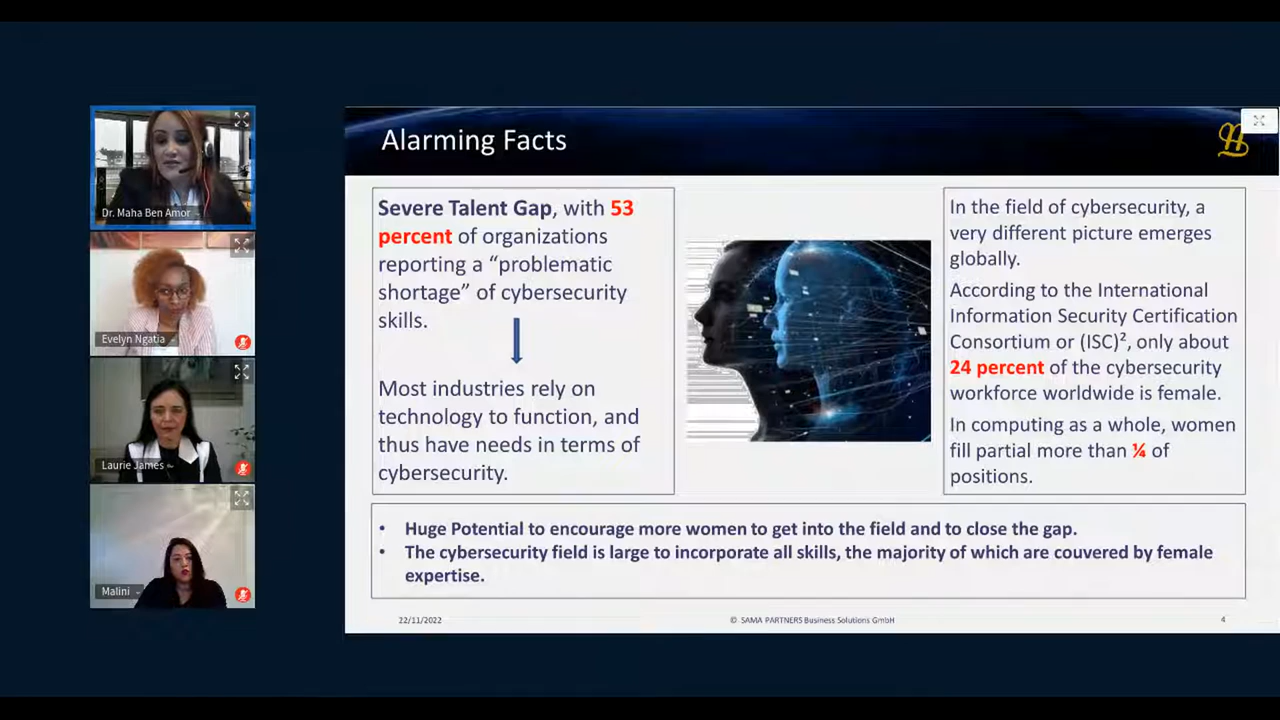 Dr. Maha Ben Amor
Evelyn Ngatia
Laurie James
Malini
Alarming Facts
Severe Talent Gap, with 53
percent of organizations
reporting a “problematic
shortage” of cybersecurity
skills.
Most industries rely on
technology to function, and
thus have needs in terms of
cybersecurity.
In the field of cybersecurity, a
very different picture emerges
globally.
According to the International
Information Security Certification
Consortium or (ISC)², only about
24 percent of the cybersecurity
workforce worldwide is female.
In computing as a whole, women
fill partial more than ¼ of
positions.
• Huge Potential to encourage more women to get into the field and to close the gap.
• The cybersecurity field is large to incorporate all skills, the majority of which are couvered by female
expertise.
22/11/2022
© SAMA PARTNERS Business Solutions GmbH
4